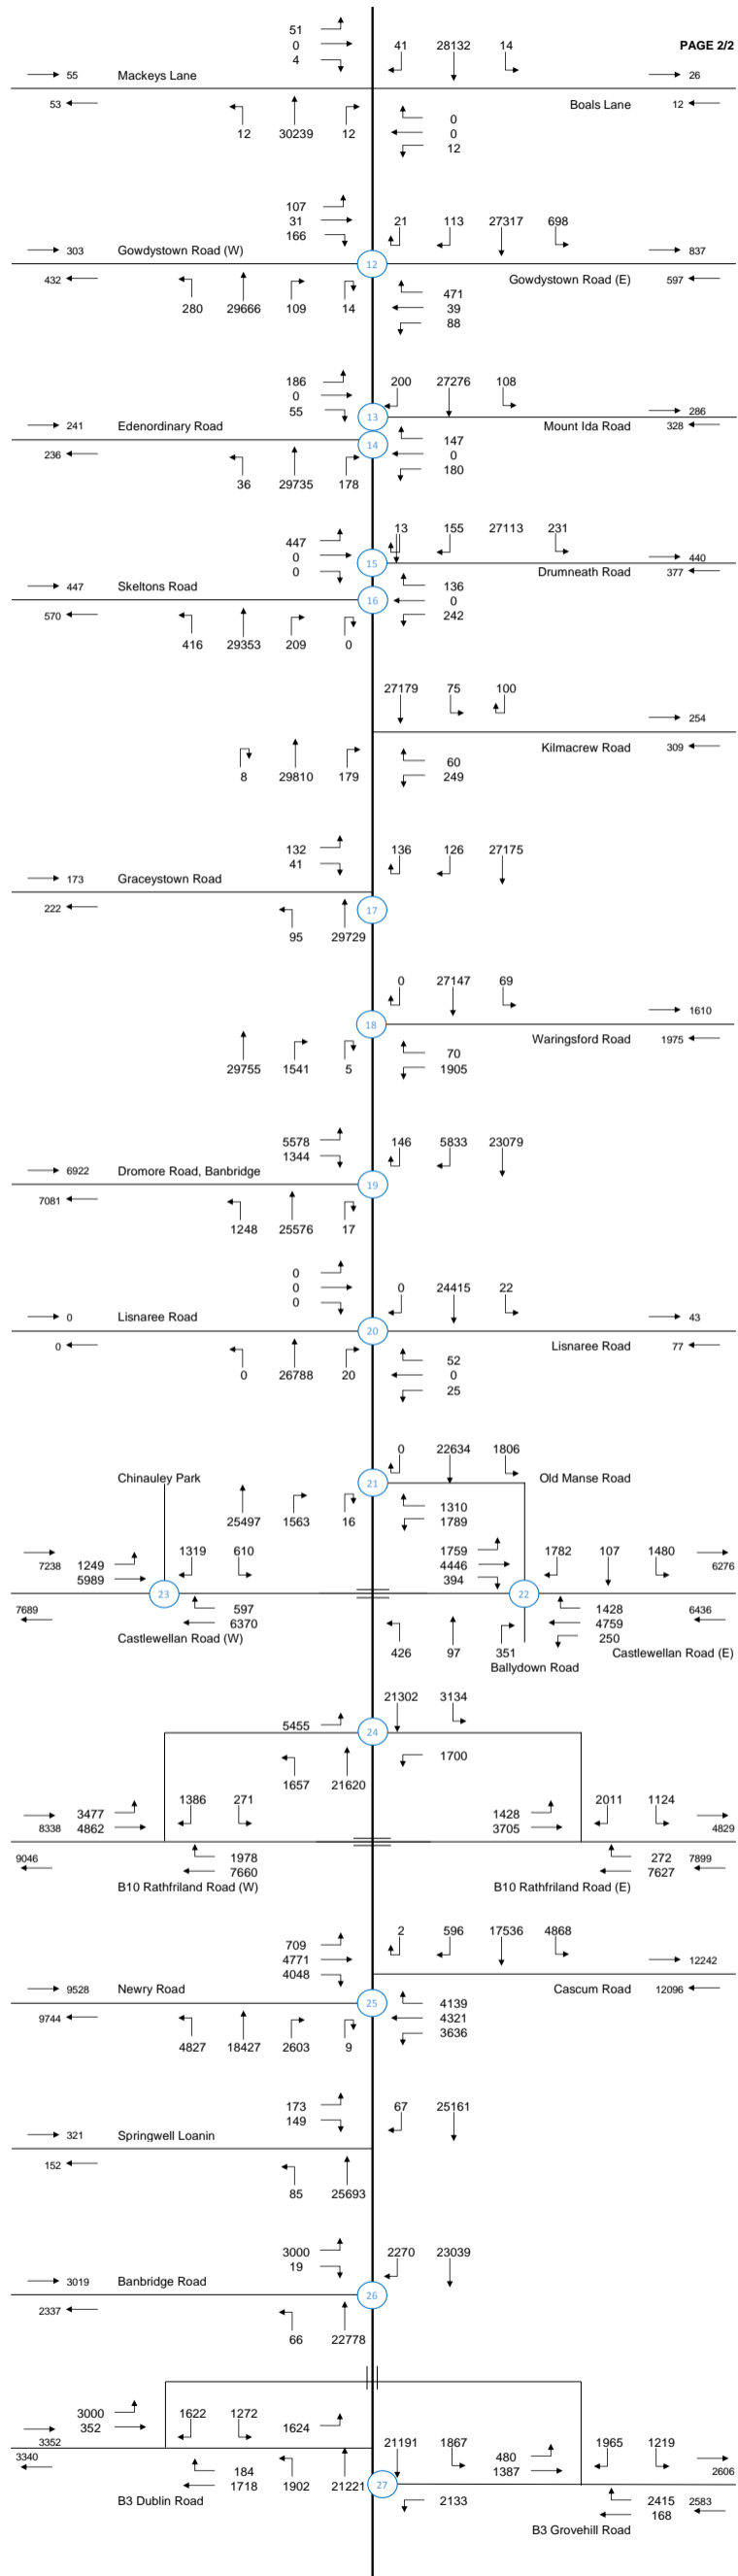 51
0 41 28132 14 PAGE 2/2
4
55 Mackeys Lane 26
53 Boals Lane 12
12 30239 12 0
0
12
107
31 21 113 27317 698
166
303 Gowdystown Road (W) 837
12
432 Gowdystown Road (E) 597
280 29666 109 14 471
39
88
186 200 27276 108
0
55 13 286
241 Edenordinary Road Mount Ida Road 328
14 147
236 0
36 29735 178 180
447 13 155 27113 231
0
0 15 440
Drumneath Road 377
447 Skeltons Road 136
16 0
570 242
416 29353 209 0
27179 75 100
254
Kilmacrew Road 309
8 29810 179 60
249
132 136 126 27175
41
173 Graceystown Road
222 17
95 29729
0 27147 69
1610
18
Waringsford Road 1975
29755 1541 5 70
1905
5578 146 5833 23079
1344
6922 Dromore Road, Banbridge
19
7081
1248 25576 17
0
0 0 24415 22
0
0 Lisnaree Road 43
20
0 Lisnaree Road 77
0 26788 20 52
0
25
0 22634 1806
Chinauley Park 21 Old Manse Road
25497 1563 16 1310
1789
7238 1249 1319 610 1759 1782 107 1480 6276
5989 4446
394
23 22
7689 597 1428 6436
6370 4759
250
Castlewellan Road (W) 426 97 351 Castlewellan Road (E)
Ballydown Road
21302 3134
5455 24
1657 21620 1700
8338 3477 1386 271 1428 2011 1124 4829
4862 3705
9046 1978 272 7899
7660 7627
B10 Rathfriland Road (W) B10 Rathfriland Road (E)
709 2 596 17536 4868
4771
4048 12242
9528 Newry Road Cascum Road 12096
25
9744 4139
4827 18427 2603 9 4321
3636
173 67 25161
149
321 Springwell Loanin
152
85 25693
3000 2270 23039
19
3019 Banbridge Road
26
2337
66 22778
3000 1622 1272 1624
352
3352 21191 1867 480 1965 1219 2606
3340 1387
184 1902 21221 27 2133 2415 2583
1718 168
B3 Dublin Road
B3 Grovehill Road